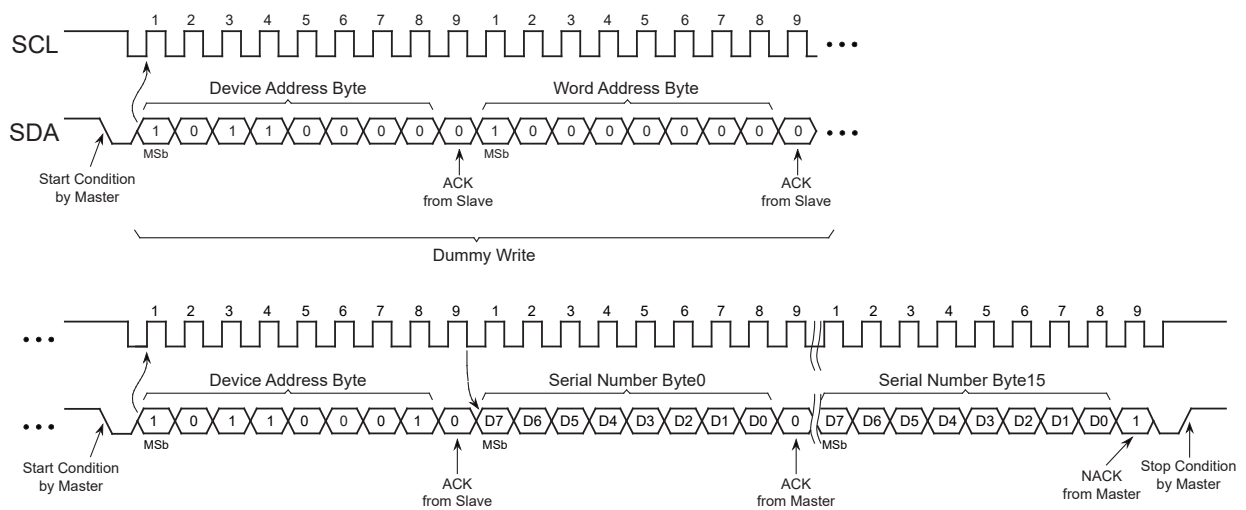 1 2 3 4 5 6 7 8 9 1 2 3 4 5 6 7 8 9
SCL
Device Address Byte Word Address Byte
SDA 1 0 1 1 0 0 0 0 0 1 0 0 0 0 0 0 0 0
MSb MSb
Start Condition
by Master
ACK
from Slave
ACK
from Slave
Dummy Write
1 2 3 4 5 6 7 8 9 1 2 3 4 5 6 7 8 9 1 2 3 4 5 6 7 8 9
Device Address Byte Serial Number Byte0 Serial Number Byte15
1 0 1 1 0 0 0 1 0 D7 D6 D5 D4 D3 D2 D1 D0 0 D7 D6 D5 D4 D3 D2 D1 D0 1
MSb MSb MSb
Start Condition
by Master
ACK
from Slave
ACK
from Master
NACK
from Master
Stop Condition
by Master